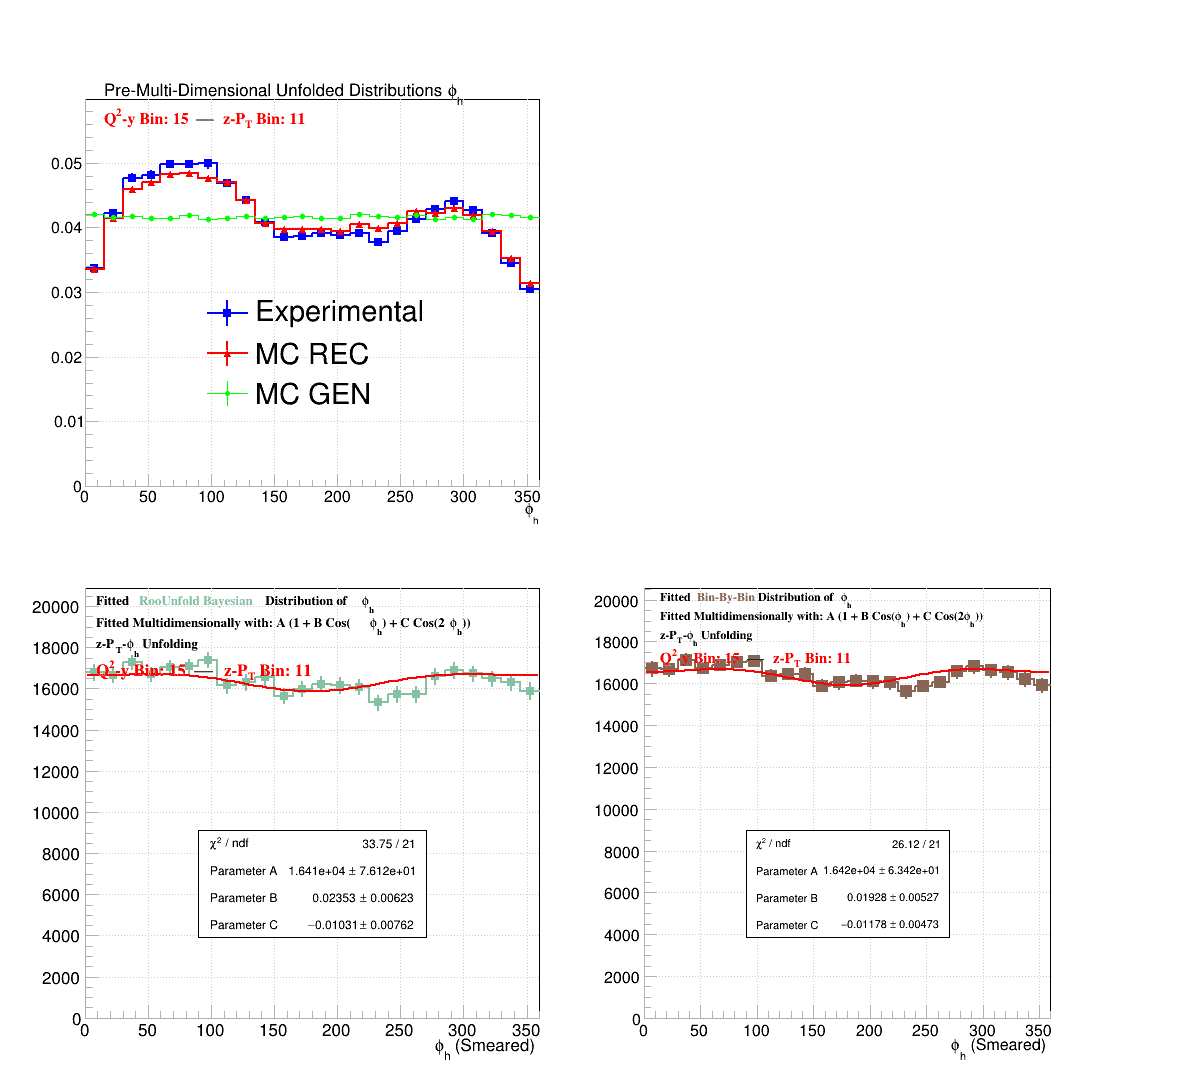 Pre-Multi-Dimensional Unfolded Distributions ϕh
Q²-y Bin: 15 — z-PT Bin: 11
0.05
0.04
0.03
0.02
0.01
0
Experimental
MC REC
MC GEN
0 50 100 150 200 250 300 350
ϕh
Fitted RooUnfold Bayesian Distribution of ϕh
Fitted Multidimensionally with: A (1 + B Cos( ϕh) + C Cos(2 ϕh))
z-PT-ϕh Unfolding
Q²-y Bin: 15 — z-PT Bin: 11
20000
18000
16000
14000
12000
10000
8000
6000
4000
2000
0
χ² / ndf 33.75 / 21
Parameter A 1.641e+04 ± 7.612e+01
Parameter B 0.02353 ± 0.00623
Parameter C −0.01031 ± 0.00762
0 50 100 150 200 250 300 350
ϕh (Smeared)
Fitted Bin-By-Bin Distribution of ϕh
Fitted Multidimensionally with: A (1 + B Cos(ϕh) + C Cos(2ϕh))
z-PT-ϕh Unfolding
Q²-y Bin: 15 — z-PT Bin: 11
20000
18000
16000
14000
12000
10000
8000
6000
4000
2000
0
χ² / ndf 26.12 / 21
Parameter A 1.642e+04 ± 6.342e+01
Parameter B 0.01928 ± 0.00527
Parameter C −0.01178 ± 0.00473
0 50 100 150 200 250 300 350
ϕh (Smeared)